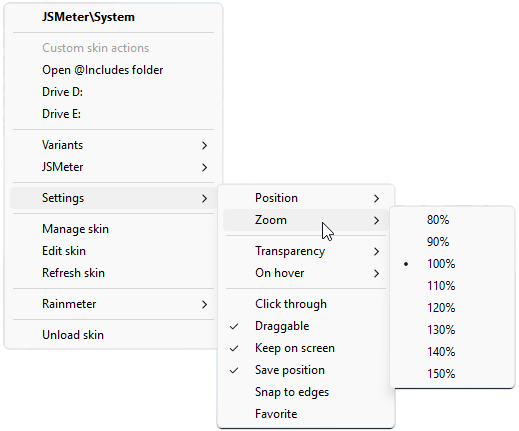 JSMeter\System
Custom skin actions
Open @Includes folder
Drive D:
Drive E:
Variants
JSMeter
Settings
Manage skin
Edit skin
Refresh skin
Rainmeter
Unload skin
Position
Zoom
Transparency
On hover
Click through
Draggable
Keep on screen
Save position
Snap to edges
Favorite
80%
90%
100%
110%
120%
130%
140%
150%